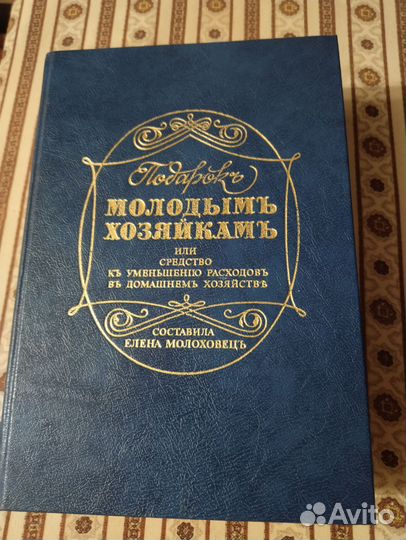 Подарокъ
МОЛОДЫМЪ
ХОЗЯЙКАМЪ
ИЛИ
СРЕДСТВО
КЪ УМЕНЬШЕНІЮ РАСХОДОВЪ
ВЪ ДОМАШНЕМЪ ХОЗЯЙСТВѢ
СОСТАВИЛА
ЕЛЕНА МОЛОХОВЕЦЪ
Avito